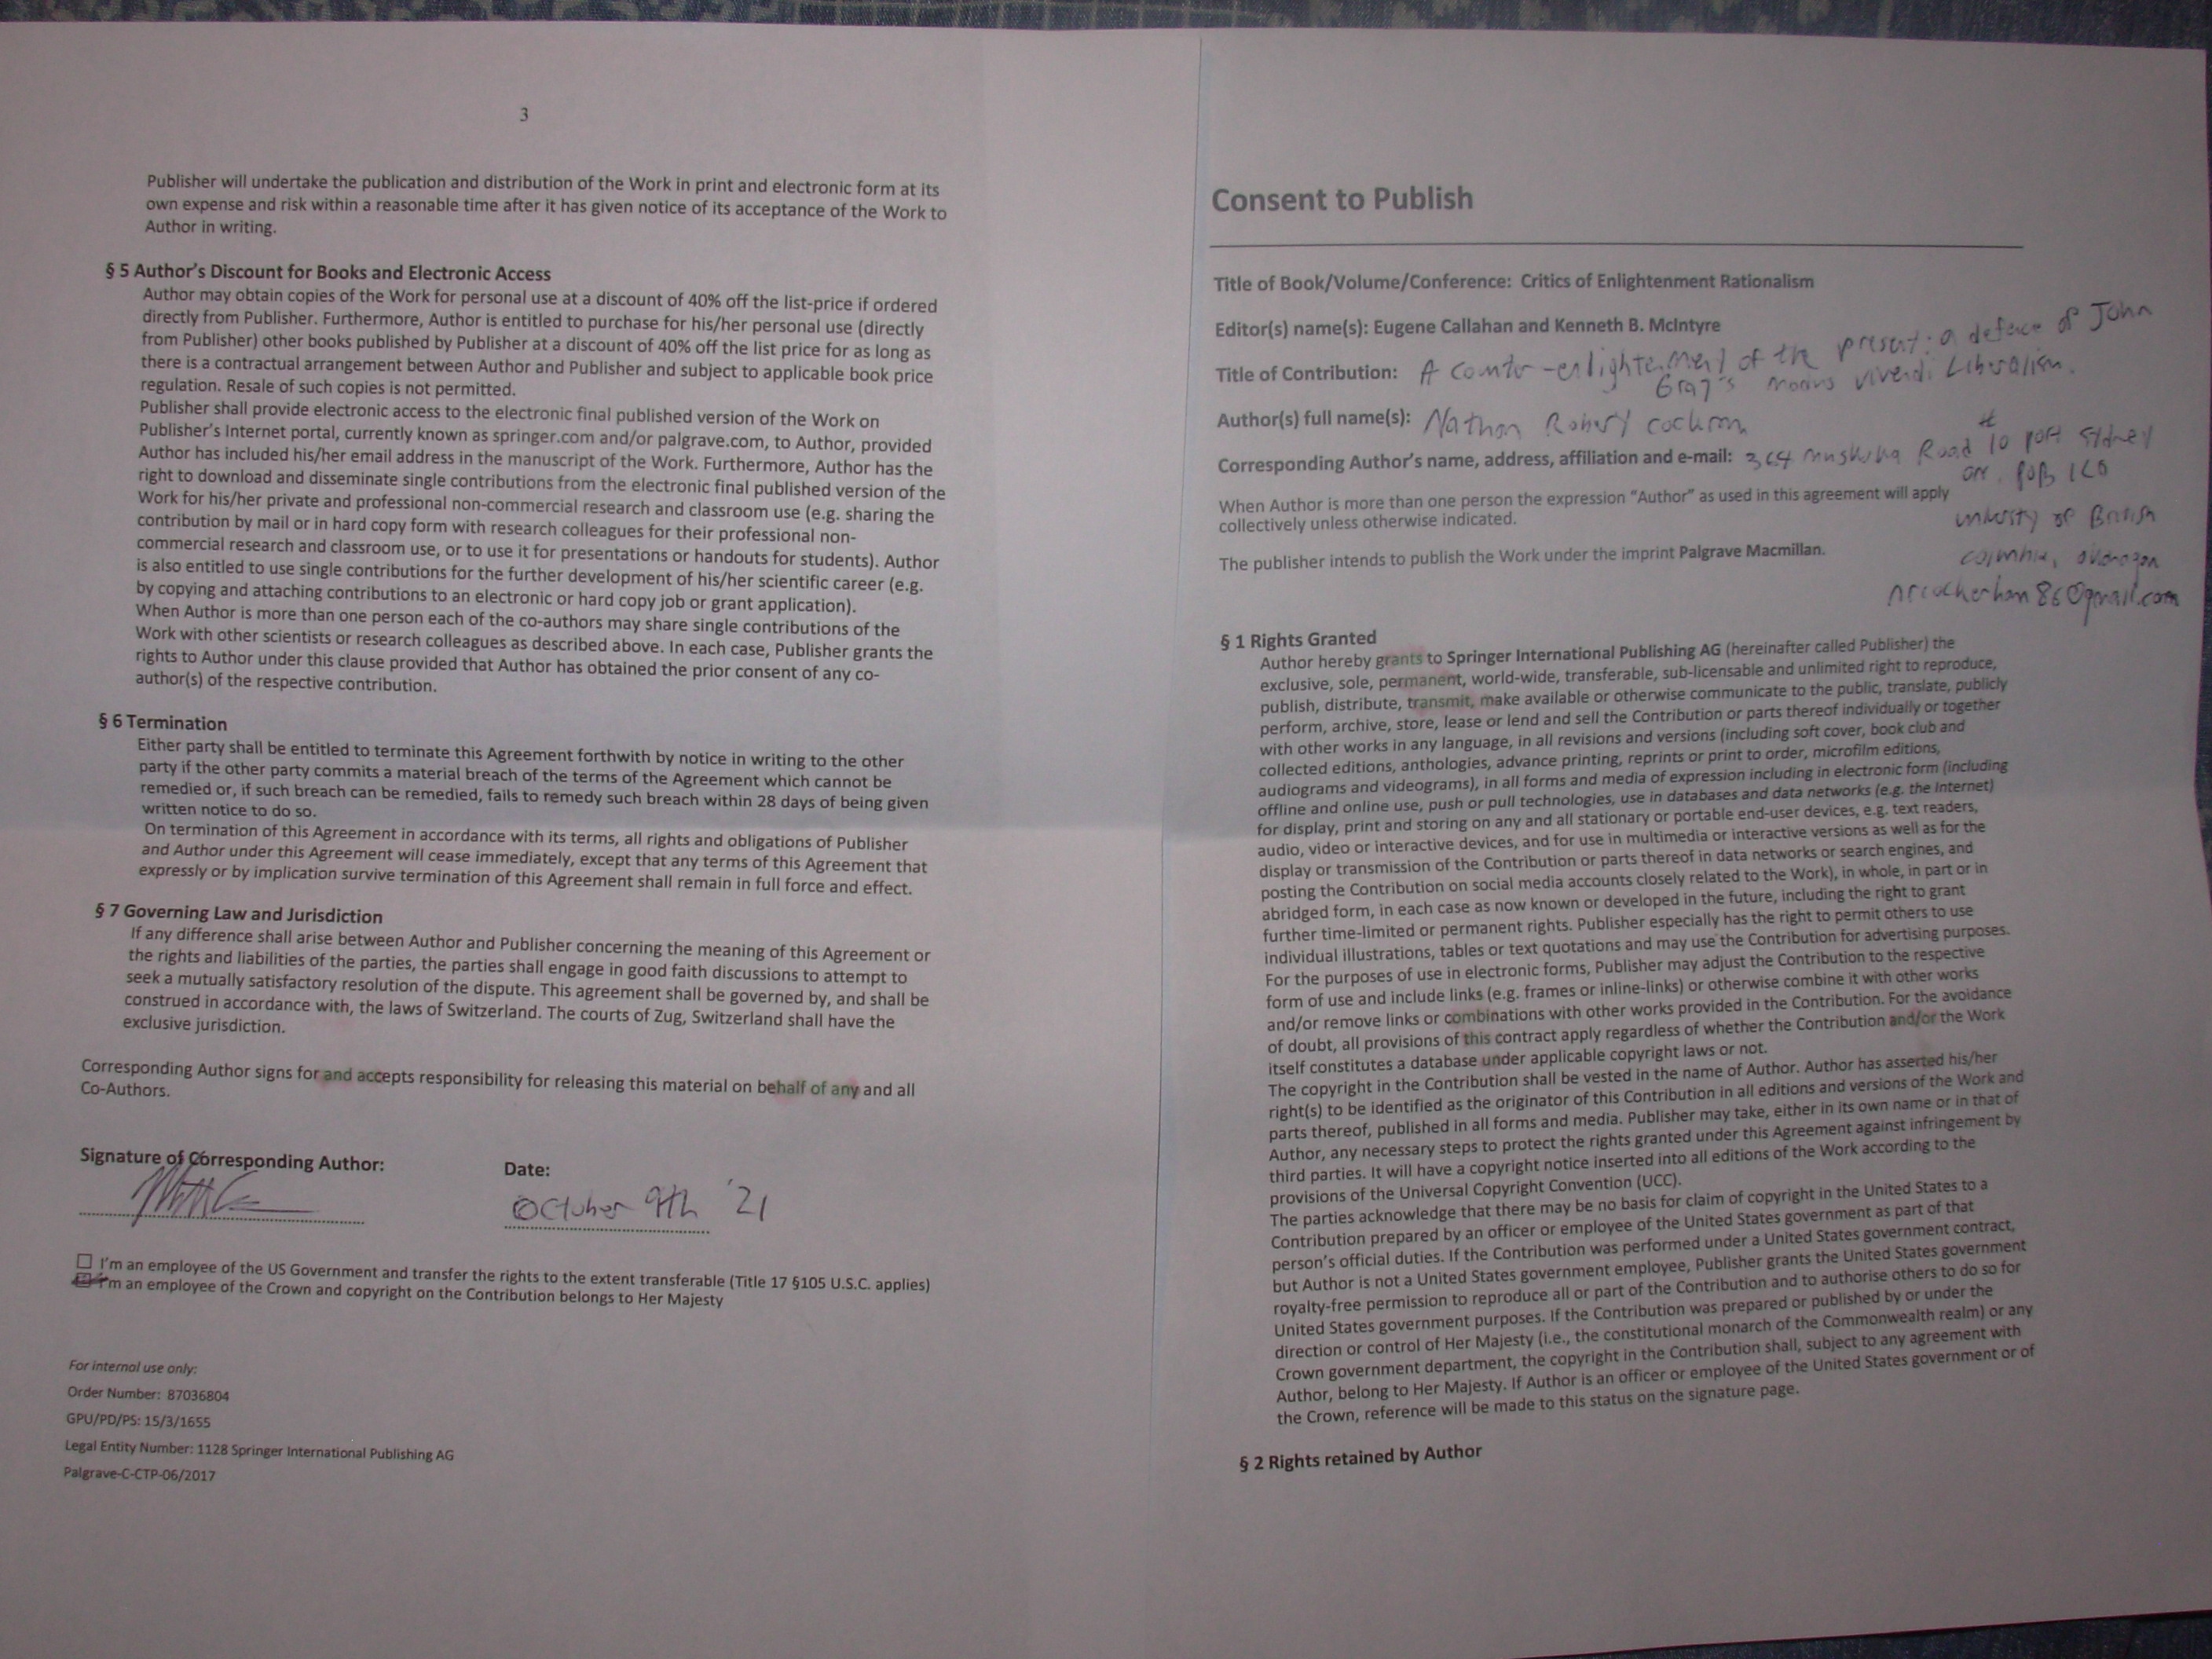 3
Publisher will undertake the publication and distribution of the Work in print and electronic form at its
own expense and risk within a reasonable time after it has given notice of its acceptance of the Work to
Author in writing.
§ 5 Author's Discount for Books and Electronic Access
Author may obtain copies of the Work for personal use at a discount of 40% off the list-price if ordered
directly from Publisher. Furthermore, Author is entitled to purchase for his/her personal use (directly
from Publisher) other books published by Publisher at a discount of 40% off the list price for as long as
there is a contractual arrangement between Author and Publisher and subject to applicable book price
regulation. Resale of such copies is not permitted.
Publisher shall provide electronic access to the electronic final published version of the Work on
Publisher's Internet portal, currently known as springer.com and/or palgrave.com, to Author, provided
Author has included his/her email address in the manuscript of the Work. Furthermore, Author has the
right to download and disseminate single contributions from the electronic final published version of the
Work for his/her private and professional non-commercial research and classroom use (e.g. sharing the
contribution by mail or in hard copy form with research colleagues for their professional non-
commercial research and classroom use, or to use it for presentations or handouts for students). Author
is also entitled to use single contributions for the further development of his/her scientific career (e.g.
by copying and attaching contributions to an electronic or hard copy job or grant application).
When Author is more than one person each of the co-authors may share single contributions of the
Work with other scientists or research colleagues as described above. In each case, Publisher grants the
rights to Author under this clause provided that Author has obtained the prior consent of any co-
author(s) of the respective contribution.
§ 6 Termination
Either party shall be entitled to terminate this Agreement forthwith by notice in writing to the other
party if the other party commits a material breach of the terms of the Agreement which cannot be
remedied or, if such breach can be remedied, fails to remedy such breach within 28 days of being given
written notice to do so.
On termination of this Agreement in accordance with its terms, all rights and obligations of Publisher
and Author under this Agreement will cease immediately, except that any terms of this Agreement that
expressly or by implication survive termination of this Agreement shall remain in full force and effect.
§ 7 Governing Law and Jurisdiction
If any difference shall arise between Author and Publisher concerning the meaning of this Agreement or
the rights and liabilities of the parties, the parties shall engage in good faith discussions to attempt to
seek a mutually satisfactory resolution of the dispute. This agreement shall be governed by, and shall be
construed in accordance with, the laws of Switzerland. The courts of Zug, Switzerland shall have the
exclusive jurisdiction.
Corresponding Author signs for and accepts responsibility for releasing this material on behalf of any and all
Co-Authors.
Signature of Corresponding Author:
Date:
October 9th '21
I'm an employee of the US Government and transfer the rights to the extent transferable (Title 17 §105 U.S.C. applies)
I'm an employee of the Crown and copyright on the Contribution belongs to Her Majesty
For internal use only:
Order Number: 87036804
GPU/PD/PS: 15/3/1655
Legal Entity Number: 1128 Springer International Publishing AG
Palgrave-C-CTP-06/2017
Consent to Publish
Title of Book/Volume/Conference: Critics of Enlightenment Rationalism
Editor(s) name(s): Eugene Callahan and Kenneth B. McIntyre
Title of Contribution: A counter-enlightenment of the present: a defence of John
Gray's modus vivendi Liberalism.
Author(s) full name(s): Nathan Robert
Corresponding Author's name, address, affiliation and e-mail: 364 Muskoka Road # 10 port Sydney
on. p0B 1L0
When Author is more than one person the expression "Author" as used in this agreement will apply
collectively unless otherwise indicated.
of British
Okanagan
The publisher intends to publish the Work under the imprint Palgrave Macmillan.
§ 1 Rights Granted
Author hereby grants to Springer International Publishing AG (hereinafter called Publisher) the
exclusive, sole, permanent, world-wide, transferable, sub-licensable and unlimited right to reproduce,
publish, distribute, transmit, make available or otherwise communicate to the public, translate, publicly
perform, archive, store, lease or lend and sell the Contribution or parts thereof individually or together
with other works in any language, in all revisions and versions (including soft cover, book club and
collected editions, anthologies, advance printing, reprints or print to order, microfilm editions,
audiograms and videograms), in all forms and media of expression including in electronic form (including
offline and online use, push or pull technologies, use in databases and data networks (e.g. the Internet)
for display, print and storing on any and all stationary or portable end-user devices, e.g. text readers,
audio, video or interactive devices, and for use in multimedia or interactive versions as well as for the
display or transmission of the Contribution or parts thereof in data networks or search engines, and
posting the Contribution on social media accounts closely related to the Work), in whole, in part or in
abridged form, in each case as now known or developed in the future, including the right to grant
further time-limited or permanent rights. Publisher especially has the right to permit others to use
individual illustrations, tables or text quotations and may use the Contribution for advertising purposes.
For the purposes of use in electronic forms, Publisher may adjust the Contribution to the respective
form of use and include links (e.g. frames or inline-links) or otherwise combine it with other works
and/or remove links or combinations with other works provided in the Contribution. For the avoidance
of doubt, all provisions of this contract apply regardless of whether the Contribution and/or the Work
itself constitutes a database under applicable copyright laws or not.
The copyright in the Contribution shall be vested in the name of Author. Author has asserted his/her
right(s) to be identified as the originator of this Contribution in all editions and versions of the Work and
parts thereof, published in all forms and media. Publisher may take, either in its own name or in that of
Author, any necessary steps to protect the rights granted under this Agreement against infringement by
third parties. It will have a copyright notice inserted into all editions of the Work according to the
provisions of the Universal Copyright Convention (UCC).
The parties acknowledge that there may be no basis for claim of copyright in the United States to a
Contribution prepared by an officer or employee of the United States government as part of that
person's official duties. If the Contribution was performed under a United States government contract,
but Author is not a United States government employee, Publisher grants the United States government
royalty-free permission to reproduce all or part of the Contribution and to authorise others to do so for
United States government purposes. If the Contribution was prepared or published by or under the
direction or control of Her Majesty (i.e., the constitutional monarch of the Commonwealth realm) or any
Crown government department, the copyright in the Contribution shall, subject to any agreement with
Author, belong to Her Majesty. If Author is an officer or employee of the United States government or of
the Crown, reference will be made to this status on the signature page.
§ 2 Rights retained by Author